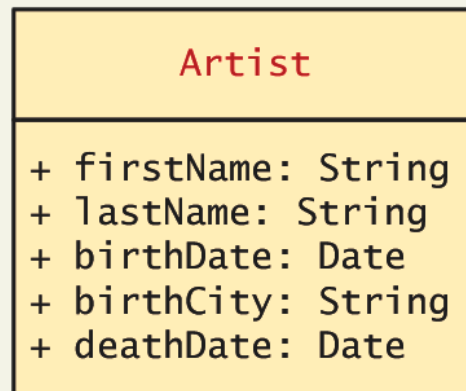 Artist
+ firstName: String
+ lastName: String
+ birthDate: Date
+ birthCity: String
+ deathDate: Date